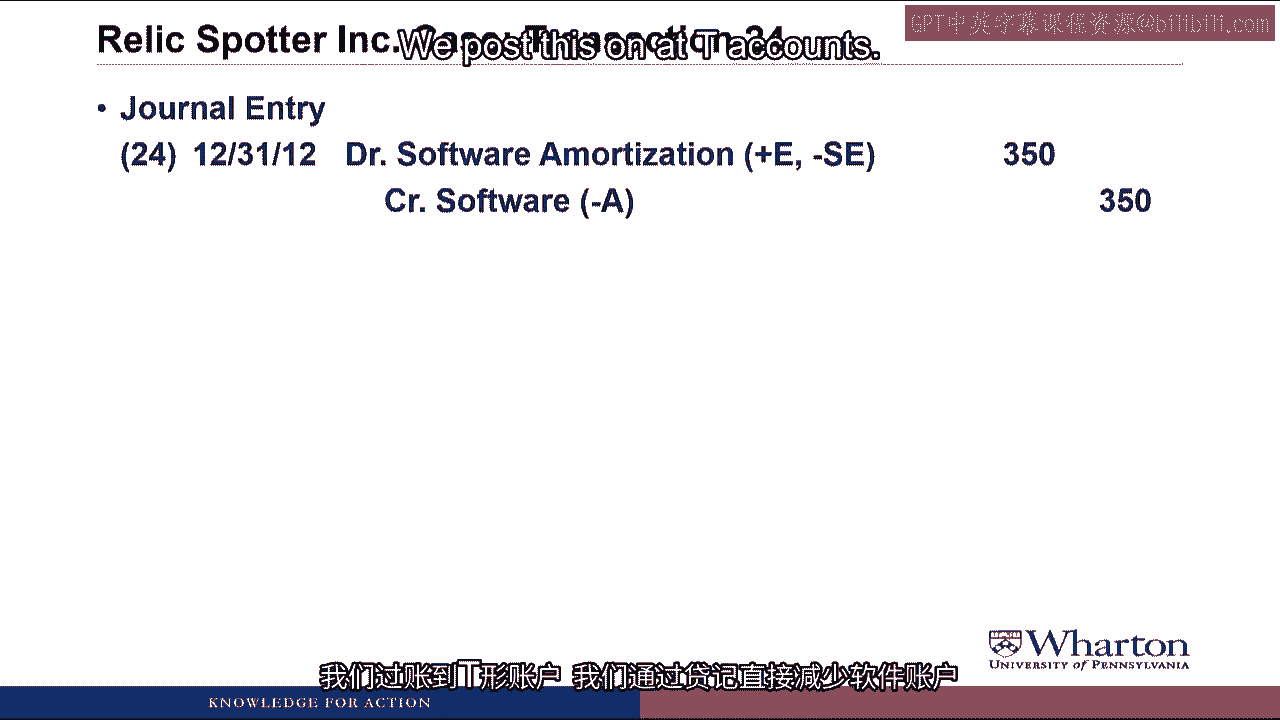 Relic Spotter Inc. Case: Transaction 24
We post this on at T accounts.
GPT中英字幕课程资源@bilibili.com
• Journal Entry
(24) 12/31/12 Dr. Software Amortization (+E, -SE) 350
Cr. Software (-A) 350
Wharton
UNIVERSITY OF PENNSYLVANIA
我们过账到T形账户 我们通过贷记直接减少软件账户
KNOWLEDGE FOR ACTION